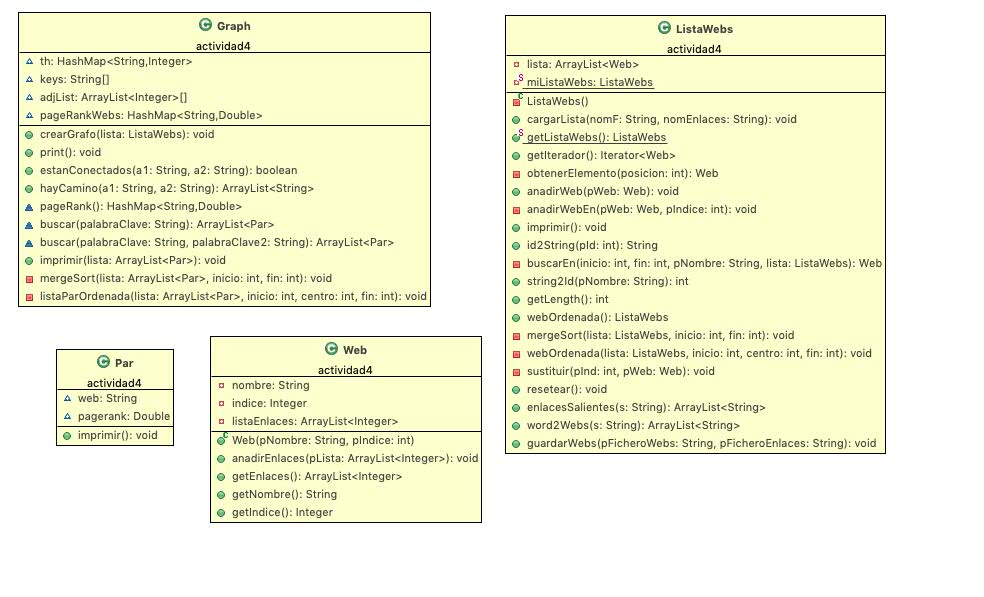 Graph
actividad4
th: HashMap<String,Integer>
keys: String[]
adjList: ArrayList<Integer>[]
pageRankWebs: HashMap<String,Double>
crearGrafo(lista: ListaWebs): void
print(): void
estanConectados(a1: String, a2: String): boolean
hayCamino(a1: String, a2: String): ArrayList<String>
pageRank(): HashMap<String,Double>
buscar(palabraClave: String): ArrayList<Par>
buscar(palabraClave: String, palabraClave2: String): ArrayList<Par>
imprimir(lista: ArrayList<Par>): void
mergeSort(lista: ArrayList<Par>, inicio: int, fin: int): void
listaParOrdenada(lista: ArrayList<Par>, inicio: int, centro: int, fin: int): void
ListaWebs
actividad4
lista: ArrayList<Web>
miListaWebs: ListaWebs
ListaWebs()
cargarLista(nomF: String, nomEnlaces: String): void
getListaWebs(): ListaWebs
getIterador(): Iterator<Web>
obtenerElemento(posicion: int): Web
anadirWeb(pWeb: Web): void
anadirWebEn(pWeb: Web, pIndice: int): void
imprimir(): void
id2String(pId: int): String
buscarEn(inicio: int, fin: int, pNombre: String, lista: ListaWebs): Web
string2Id(pNombre: String): int
getLength(): int
webOrdenada(): ListaWebs
mergeSort(lista: ListaWebs, inicio: int, fin: int): void
webOrdenada(lista: ListaWebs, inicio: int, centro: int, fin: int): void
sustituir(pInd: int, pWeb: Web): void
resetear(): void
enlacesSalientes(s: String): ArrayList<String>
word2Webs(s: String): ArrayList<String>
guardarWebs(pFicheroWebs: String, pFicheroEnlaces: String): void
Par
actividad4
web: String
pagerank: Double
imprimir(): void
Web
actividad4
nombre: String
indice: Integer
listaEnlaces: ArrayList<Integer>
Web(pNombre: String, pIndice: int)
anadirEnlaces(pLista: ArrayList<Integer>): void
getEnlaces(): ArrayList<Integer>
getNombre(): String
getIndice(): Integer